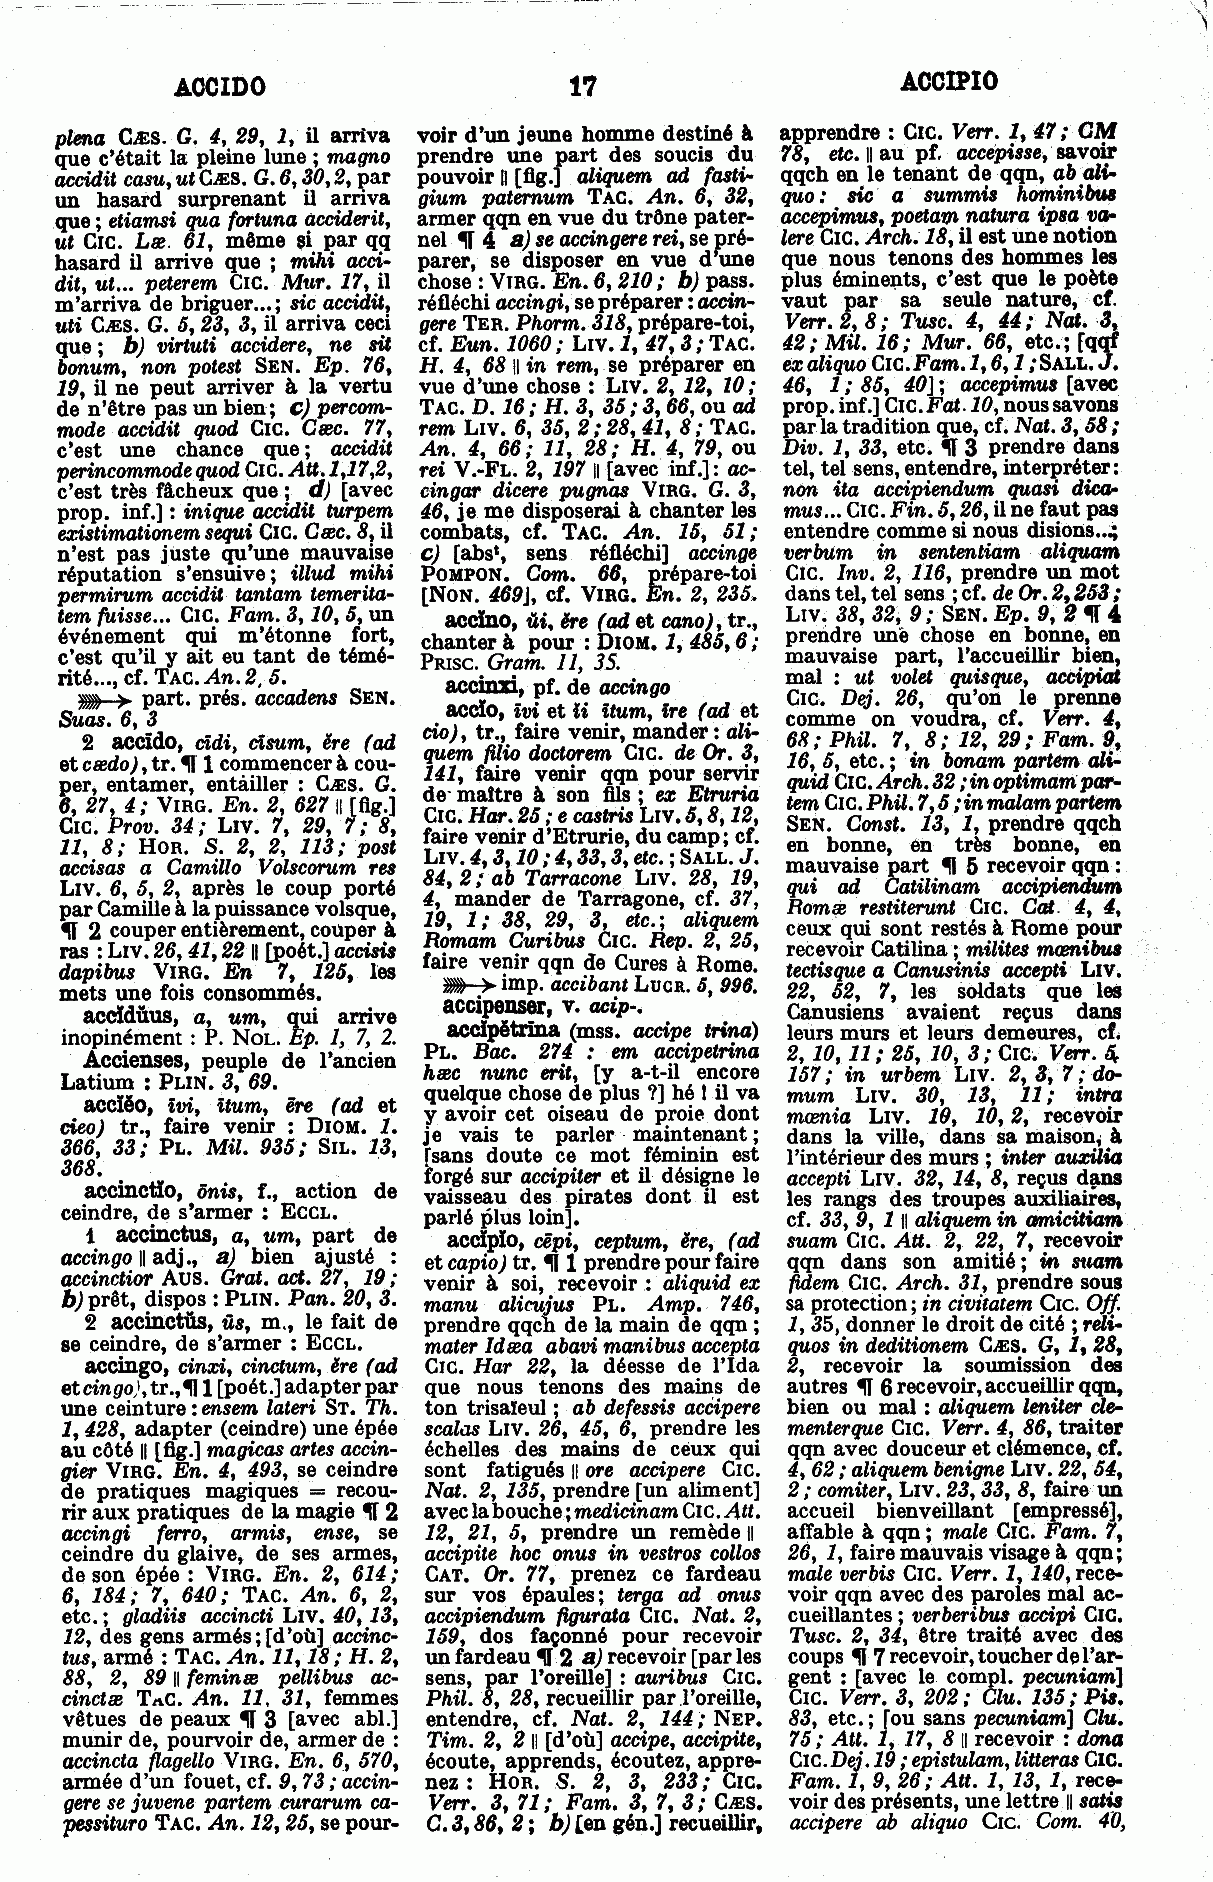 ACCIDO
17
ACCIPIO
plena CÆS. G. 4, 29, 1, il arriva
que c'était la pleine lune ; magno
accidit casu, ut CÆS. G. 6, 30, 2, par
un hasard surprenant il arriva
que ; etiamsi qua fortuna acciderit,
ut CIC. Læ. 61, même si par qq
hasard il arrive que ; mihi acci-
dit, ut... peterem CIC. Mur. 17, il
m'arriva de briguer...; sic accidit,
uti CÆS. G. 5, 23, 3, il arriva ceci
que ; b) virtuti accidere, ne sit
bonum, non potest SEN. Ep. 76,
19, il ne peut arriver à la vertu
de n'être pas un bien ; c) percom-
mode accidit quod CIC. Cæc. 77,
c'est une chance que ; accidit
perincommode quod CIC. Att. 1,17,2,
c'est très fâcheux que ; d) [avec
prop. inf.] : inique accidit turpem
existimationem sequi CIC. Cæc. 8, il
n'est pas juste qu'une mauvaise
réputation s'ensuive ; illud mihi
permirum accidit tantam temerita-
tem fuisse... CIC. Fam. 3, 10, 5, un
événement qui m'étonne fort,
c'est qu'il y ait eu tant de témé-
rité..., cf. TAC. An. 2, 5.
part. prés. accadens SEN.
Suas. 6, 3
2 accīdo, cīdi, cīsum, ĕre (ad
et cædo), tr. ¶ 1 commencer à cou-
per, entamer, entailler : CÆS. G.
6, 27, 4 ; VIRG. En. 2, 627 ǁ [fig.]
CIC. Prov. 34 ; LIV. 7, 29, 7 ; 8,
11, 8 ; HOR. S. 2, 2, 113 ; post
accisas a Camillo Volscorum res
LIV. 6, 5, 2, après le coup porté
par Camille à la puissance volsque,
¶ 2 couper entièrement, couper à
ras : LIV. 26, 41, 22 ǁ [poét.] accisis
dapibus VIRG. En 7, 125, les
mets une fois consommés.
accĭdŭus, a, um, qui arrive
inopinément : P. NOL. Ep. 1, 7, 2.
Accienses, peuple de l'ancien
Latium : PLIN. 3, 69.
accĭĕo, īvi, ītum, ēre (ad et
cieo) tr., faire venir : DIOM. 1.
366, 33 ; PL. Mil. 935 ; SIL. 13,
368.
accinctĭo, ōnis, f., action de
ceindre, de s'armer : ECCL.
1 accinctus, a, um, part de
accingo ǁ adj., a) bien ajusté :
accinctior AUS. Grat. act. 27, 19 ;
b) prêt, dispos : PLIN. Pan. 20, 3.
2 accinctŭs, ūs, m., le fait de
se ceindre, de s'armer : ECCL.
accingo, cinxi, cinctum, ĕre (ad
et cingo), tr., ¶ 1 [poét.] adapter par
une ceinture : ensem lateri ST. Th.
1, 428, adapter (ceindre) une épée
au côté ǁ [fig.] magicas artes accin-
gier VIRG. En. 4, 493, se ceindre
de pratiques magiques = recou-
rir aux pratiques de la magie ¶ 2
accingi ferro, armis, ense, se
ceindre du glaive, de ses armes,
de son épée : VIRG. En. 2, 614 ;
6, 184 ; 7, 640 ; TAC. An. 6, 2,
etc. ; gladiis accincti LIV. 40, 13,
12, des gens armés ; [d'où] accinc-
tus, armé : TAC. An. 11, 18 ; H. 2,
88, 2, 89 ǁ feminæ pellibus ac-
cinctæ TAC. An. 11, 31, femmes
vêtues de peaux ¶ 3 [avec abl.]
munir de, pourvoir de, armer de :
accincta flagello VIRG. En. 6, 570,
armée d'un fouet, cf. 9, 73 ; accin-
gere se juvene partem curarum ca-
pessituro TAC. An. 12, 25, se pour-
voir d'un jeune homme destiné à
prendre une part des soucis du
pouvoir ǁ [fig.] aliquem ad fasti-
gium paternum TAC. An. 6, 32,
armer qqn en vue du trône pater-
nel ¶ 4 a) se accingere rei, se pré-
parer, se disposer en vue d'une
chose : VIRG. En. 6, 210 ; b) pass.
réfléchi accingi, se préparer : accin-
gere TER. Phorm. 318, prépare-toi,
cf. Eun. 1060 ; LIV. 1, 47, 3 ; TAC.
H. 4, 68 ǁ in rem, se préparer en
vue d'une chose : LIV. 2, 12, 10 ;
TAC. D. 16 ; H. 3, 35 ; 3, 66, ou ad
rem LIV. 6, 35, 2 ; 28, 41, 8 ; TAC.
An. 4, 66 ; 11, 28 ; H. 4, 79, ou
rei V.-FL. 2, 197 ǁ [avec inf.] : ac-
cingar dicere pugnas VIRG. G. 3,
46, je me disposerai à chanter les
combats, cf. TAC. An. 15, 51 ;
c) [absᵗ, sens réfléchi] accinge
POMPON. Com. 66, prépare-toi
[NON. 469], cf. VIRG. En. 2, 235.
accĭno, ŭi, ĕre (ad et cano), tr.,
chanter à pour : DIOM. 1, 485, 6 ;
PRISC. Gram. 11, 35.
accinxi, pf. de accingo
accĭo, īvi et ĭi ītum, īre (ad et
cio), tr., faire venir, mander : ali-
quem filio doctorem CIC. de Or. 3,
141, faire venir qqn pour servir
de maître à son fils ; ex Etruria
CIC. Har. 25 ; e castris LIV. 5, 8, 12,
faire venir d'Etrurie, du camp ; cf.
LIV. 4, 3, 10 ; 4, 33, 3, etc. ; SALL. J.
84, 2 ; ab Tarracone LIV. 28, 19,
4, mander de Tarragone, cf. 37,
19, 1 ; 38, 29, 3, etc. ; aliquem
Romam Curibus CIC. Rep. 2, 25,
faire venir qqn de Cures à Rome.
imp. accibant LUCR. 5, 996.
accipenser, v. acip-.
accĭpĕtrīna (mss. accipe trina)
PL. Bac. 274 : em accipetrina
hæc nunc erit, [y a-t-il encore
quelque chose de plus ?] hé ! il va
y avoir cet oiseau de proie dont
je vais te parler maintenant ;
[sans doute ce mot féminin est
forgé sur accipiter et il désigne le
vaisseau des pirates dont il est
parlé plus loin].
accĭpĭo, cēpi, ceptum, ĕre, (ad
et capio) tr. ¶ 1 prendre pour faire
venir à soi, recevoir : aliquid ex
manu alicujus PL. Amp. 746,
prendre qqch de la main de qqn ;
mater Idæa abavi manibus accepta
CIC. Har 22, la déesse de l'Ida
que nous tenons des mains de
ton trisaïeul ; ab defessis accipere
scalas LIV. 26, 45, 6, prendre les
échelles des mains de ceux qui
sont fatigués ǁ ore accipere CIC.
Nat. 2, 135, prendre [un aliment]
avec la bouche ; medicinam CIC. Att.
12, 21, 5, prendre un remède ǁ
accipite hoc onus in vestros collos
CAT. Or. 77, prenez ce fardeau
sur vos épaules ; terga ad onus
accipiendum figurata CIC. Nat. 2,
159, dos façonné pour recevoir
un fardeau ¶ 2 a) recevoir [par les
sens, par l'oreille] : auribus CIC.
Phil. 8, 28, recueillir par l'oreille,
entendre, cf. Nat. 2, 144 ; NEP.
Tim. 2, 2 ǁ [d'où] accipe, accipite,
écoute, apprends, écoutez, appre-
nez : HOR. S. 2, 3, 233 ; CIC.
Verr. 3, 71 ; Fam. 3, 7, 3 ; CÆS.
C. 3, 86, 2 ; b) [en gén.] recueillir,
apprendre : CIC. Verr. 1, 47 ; CM
78, etc. ǁ au pf. accepisse, savoir
qqch en le tenant de qqn, ab ali-
quo : sic a summis hominibus
accepimus, poetam natura ipsa va-
lere CIC. Arch. 18, il est une notion
que nous tenons des hommes les
plus éminents, c'est que le poète
vaut par sa seule nature, cf.
Verr. 2, 8 ; Tusc. 4, 44 ; Nat. 3,
42 ; Mil. 16 ; Mur. 66, etc. ; [qqf
ex aliquo CIC. Fam. 1, 6, 1 ; SALL. J.
46, 1 ; 85, 40] ; accepimus [avec
prop. inf.] CIC. Fat. 10, nous savons
par la tradition que, cf. Nat. 3, 58 ;
Div. 1, 33, etc. ¶ 3 prendre dans
tel, tel sens, entendre, interpréter :
non ita accipiendum quasi dica-
mus... CIC. Fin. 5, 26, il ne faut pas
entendre comme si nous disions...;
verbum in sententiam aliquam
CIC. Inv. 2, 116, prendre un mot
dans tel, tel sens ; cf. de Or. 2, 253 ;
LIV. 38, 32, 9 ; SEN. Ep. 9, 2 ¶ 4
prendre une chose en bonne, en
mauvaise part, l'accueillir bien,
mal : ut volet quisque, accipiat
CIC. Dej. 26, qu'on le prenne
comme on voudra, cf. Verr. 4,
68 ; Phil. 7, 8 ; 12, 29 ; Fam. 9,
16, 5, etc. ; in bonam partem ali-
quid CIC. Arch. 32 ; in optimam par-
tem CIC. Phil. 7, 5 ; in malam partem
SEN. Const. 13, 1, prendre qqch
en bonne, en très bonne, en
mauvaise part ¶ 5 recevoir qqn :
qui ad Catilinam accipiendum
Romæ restiterunt CIC. Cat. 4, 4,
ceux qui sont restés à Rome pour
recevoir Catilina ; milites mœnibus
tectisque a Canusinis accepti LIV.
22, 52, 7, les soldats que les
Canusiens avaient reçus dans
leurs murs et leurs demeures, cf.
2, 10, 11 ; 25, 10, 3 ; CIC. Verr. 5,
157 ; in urbem LIV. 2, 3, 7 ; do-
mum LIV. 30, 13, 11 ; intra
mœnia LIV. 10, 10, 2, recevoir
dans la ville, dans sa maison, à
l'intérieur des murs ; inter auxilia
accepti LIV. 32, 14, 8, reçus dans
les rangs des troupes auxiliaires,
cf. 33, 9, 1 ǁ aliquem in amicitiam
suam CIC. Att. 2, 22, 7, recevoir
qqn dans son amitié ; in suam
fidem CIC. Arch. 31, prendre sous
sa protection ; in civitatem CIC. Off.
1, 35, donner le droit de cité ; reli-
quos in deditionem CÆS. G, 1, 28,
2, recevoir la soumission des
autres ¶ 6 recevoir, accueillir qqn,
bien ou mal : aliquem leniter cle-
menterque CIC. Verr. 4, 86, traiter
qqn avec douceur et clémence, cf.
4, 62 ; aliquem benigne LIV. 22, 54,
2 ; comiter, LIV. 23, 33, 8, faire un
accueil bienveillant [empressé],
affable à qqn ; male CIC. Fam. 7,
26, 1, faire mauvais visage à qqn ;
male verbis CIC. Verr. 1, 140, rece-
voir qqn avec des paroles mal ac-
cueillantes ; verberibus accipi CIC.
Tusc. 2, 34, être traité avec des
coups ¶ 7 recevoir, toucher de l'ar-
gent : [avec le compl. pecuniam]
CIC. Verr. 3, 202 ; Clu. 135 ; Pis.
83, etc. ; [ou sans pecuniam] Clu.
75 ; Att. 1, 17, 8 ǁ recevoir : dona
CIC. Dej. 19 ; epistulam, litteras CIC.
Fam. 1, 9, 26 ; Att. 1, 13, 1, rece-
voir des présents, une lettre ǁ satis
accipere ab aliquo CIC. Com. 40,